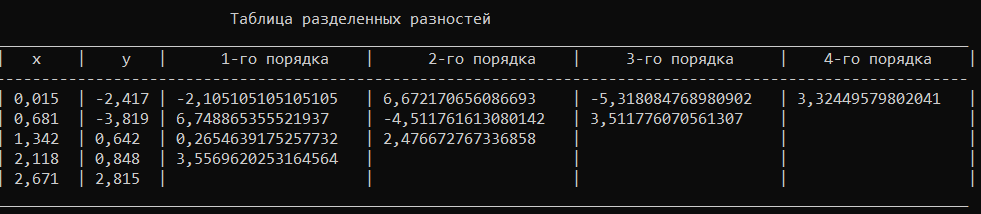 Таблица разделенных разностей
| x | y | 1-го порядка | 2-го порядка | 3-го порядка | 4-го порядка |
| 0,015 | -2,417 | -2,105105105105105 | 6,672170656086693 | -5,318084768980902 | 3,32449579802041 |
| 0,681 | -3,819 | 6,748865355521937 | -4,511761613080142 | 3,511776070561307 | |
| 1,342 | 0,642 | 0,2654639175257732 | 2,476672767336858 | | |
| 2,118 | 0,848 | 3,5569620253164564 | | | |
| 2,671 | 2,815 | | | | |